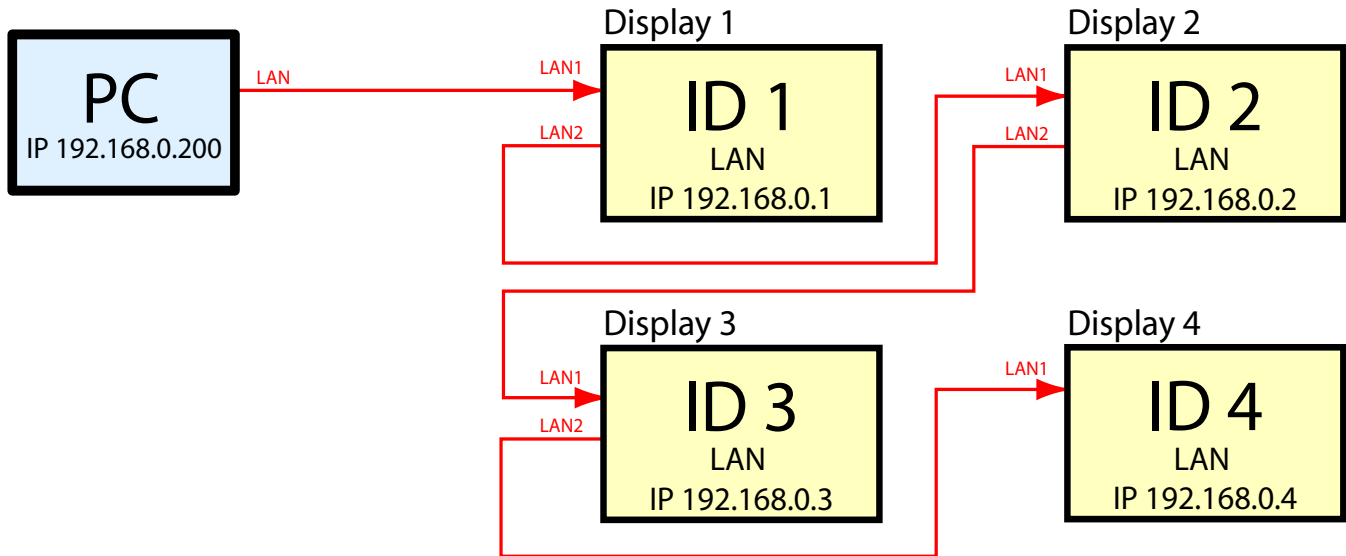 Display 1
Display 2
PC
IP 192.168.0.200
LAN
LAN1
LAN2
ID 1
LAN
IP 192.168.0.1
LAN1
LAN2
ID 2
LAN
IP 192.168.0.2
Display 3
Display 4
LAN1
LAN2
ID 3
LAN
IP 192.168.0.3
LAN1
ID 4
LAN
IP 192.168.0.4